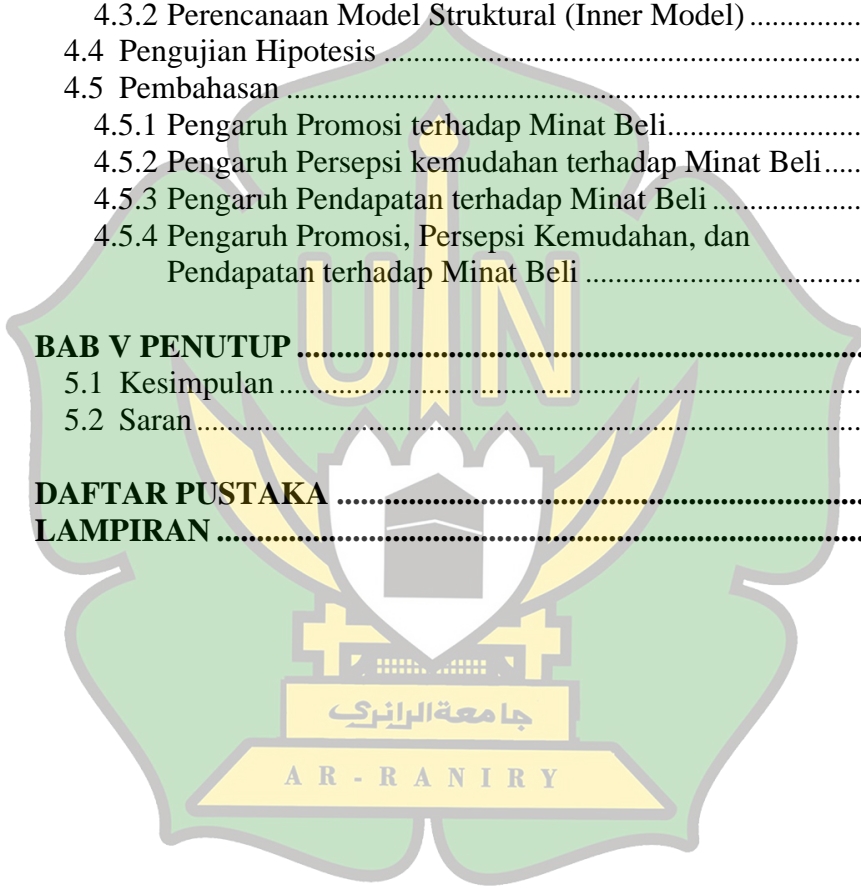 4.3.2 Perencanaan Model Struktural (Inner Model) ................
4.4 Pengujian Hipotesis ................................................................
4.5 Pembahasan ................................................................
4.5.1 Pengaruh Promosi terhadap Minat Beli................................
4.5.2 Pengaruh Persepsi kemudahan terhadap Minat Beli.....
4.5.3 Pengaruh Pendapatan terhadap Minat Beli ......................
4.5.4 Pengaruh Promosi, Persepsi Kemudahan, dan
Pendapatan terhadap Minat Beli ................................
BAB V PENUTUP ................................................................
5.1 Kesimpulan ................................................................
5.2 Saran ................................................................
DAFTAR PUSTAKA ................................................................
LAMPIRAN ................................................................
UIN
جامعة الرانري
AR-RANIRY